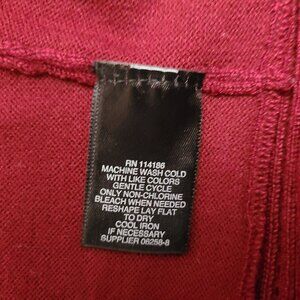 RN 114186
MACHINE WASH COLD
WITH LIKE COLORS
GENTLE CYCLE
ONLY NON-CHLORINE
BLEACH WHEN NEEDED
RESHAPE LAY FLAT
TO DRY
COOL IRON
IF NECESSARY
SUPPLIER 08258-8